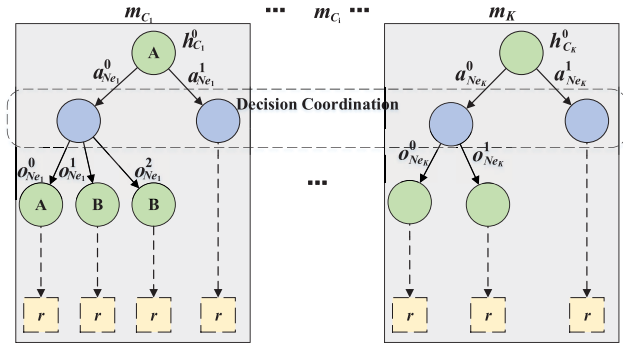 m_{C_1} ... m_{C_i} ... m_K
A h^0_{C_1} h^0_{C_K}
a^0_{Ne_1} a^1_{Ne_1} a^0_{Ne_K} a^1_{Ne_K}
Decision Coordination
o^0_{Ne_1} o^1_{Ne_1} o^2_{Ne_1} o^0_{Ne_K} o^1_{Ne_K}
...
A B B
r r r r r r r